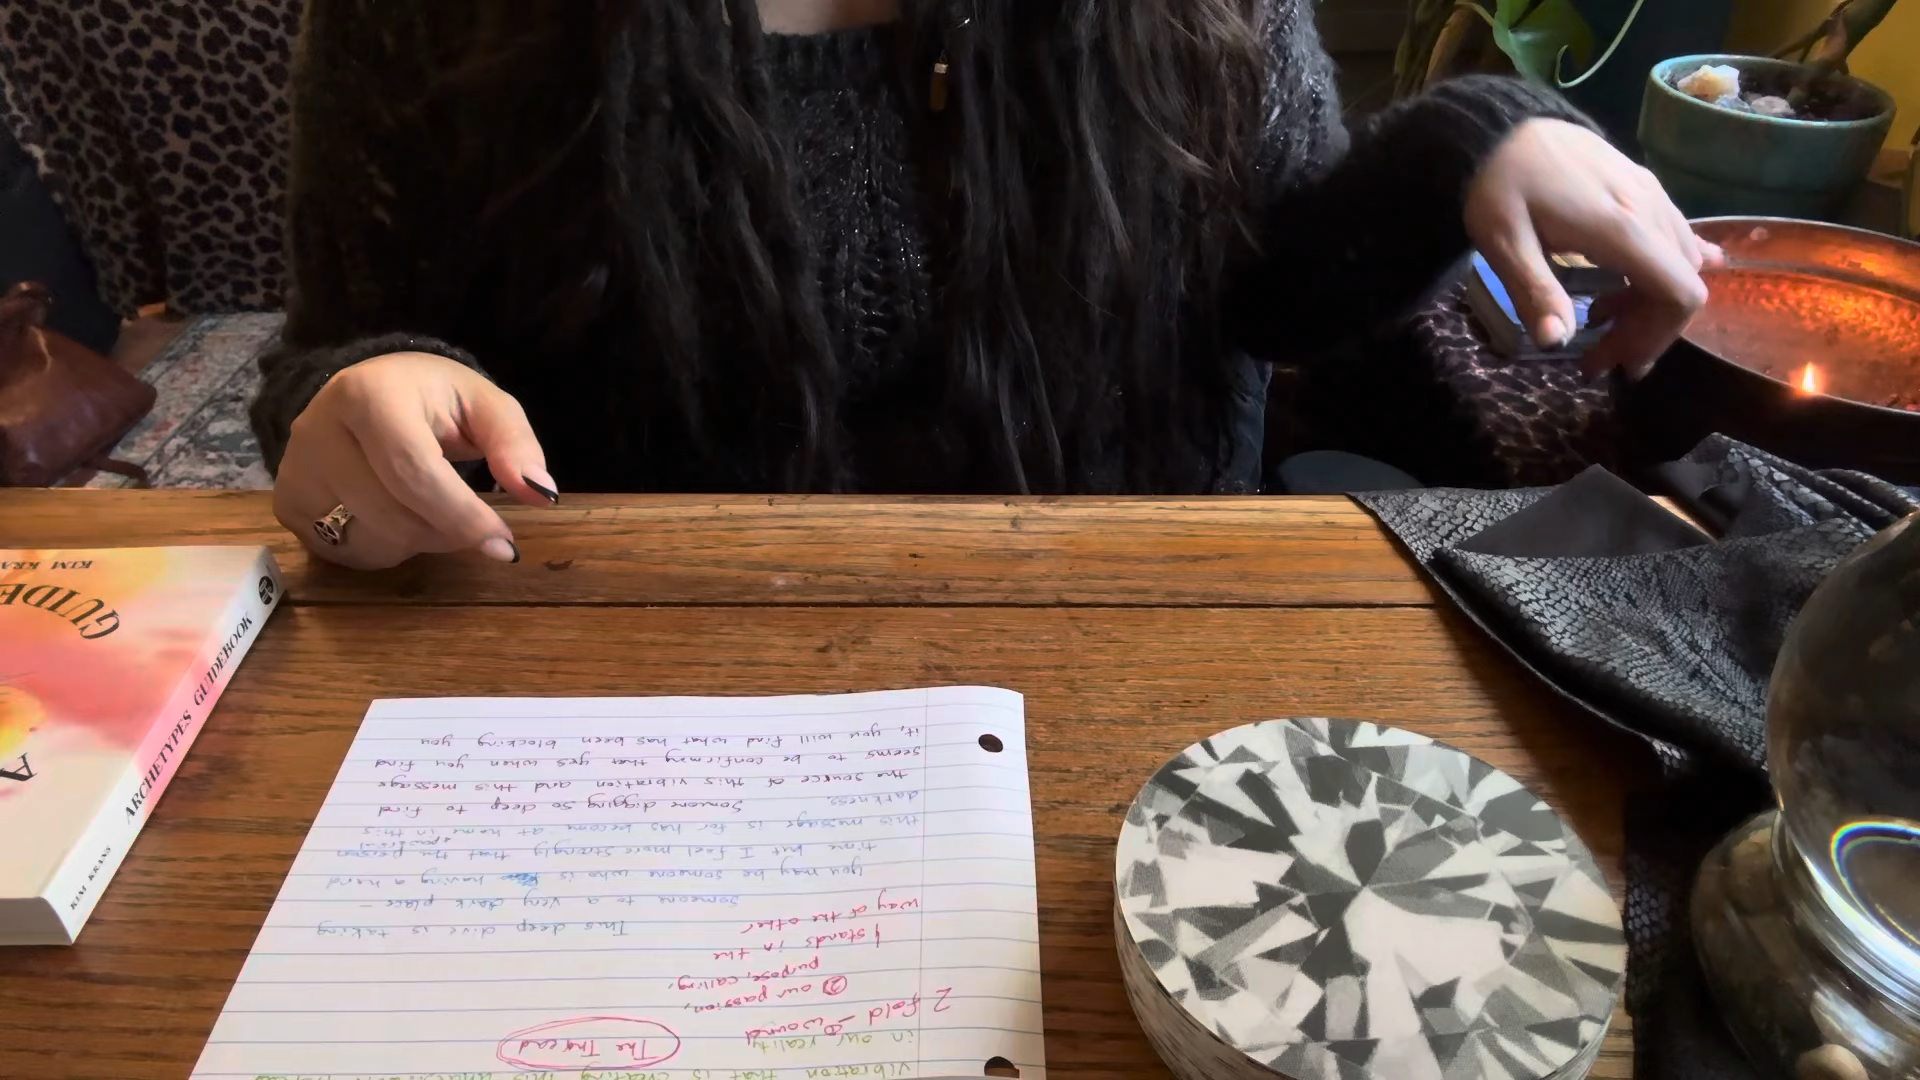 KIM KRA
GUIDE
A
KIM KRANS ARCHETYPES GUIDEBOOK
vibration that is creating this
in our reality
The Thread
2 fold - ① wound
② our passion,
purpose, calling,
1 stands in the
way of the other
This deep dive is taking
someone to a very dark place -
you may be someone who is having a hard
time but I feel more strongly that the person
this message is for has become at home in this
darkness. Someone digging so deep to find
the source of this vibration and this message
seems to be confirming that yes when you find
it, you will find what has been blocking you